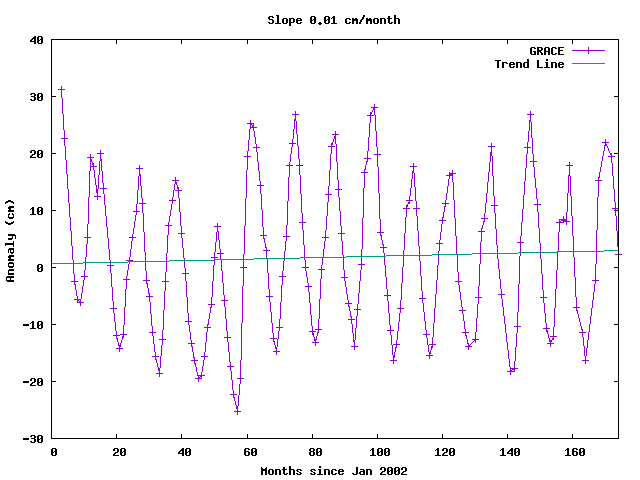 Slope 0.01 cm/month
GRACE
Trend Line
Anomaly (cm)
40
30
20
10
0
-10
-20
-30
0 20 40 60 80 100 120 140 160
Months since Jan 2002